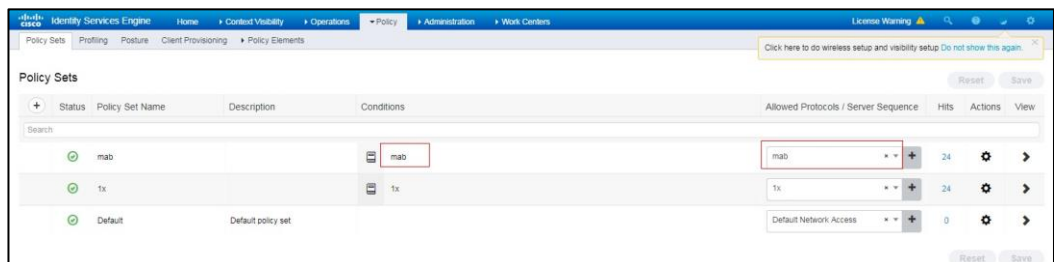 cisco Identity Services Engine Home Context Visibility Operations Policy Administration Work Centers License Warning
Policy Sets Profiling Posture Client Provisioning Policy Elements
Click here to do wireless setup and visibility setup Do not show this again.
Policy Sets
Reset Save
Status Policy Set Name Description Conditions Allowed Protocols / Server Sequence Hits Actions View
Search
mab mab mab 24
1x 1x 1x 24
Default Default policy set Default Network Access 0
Reset Save